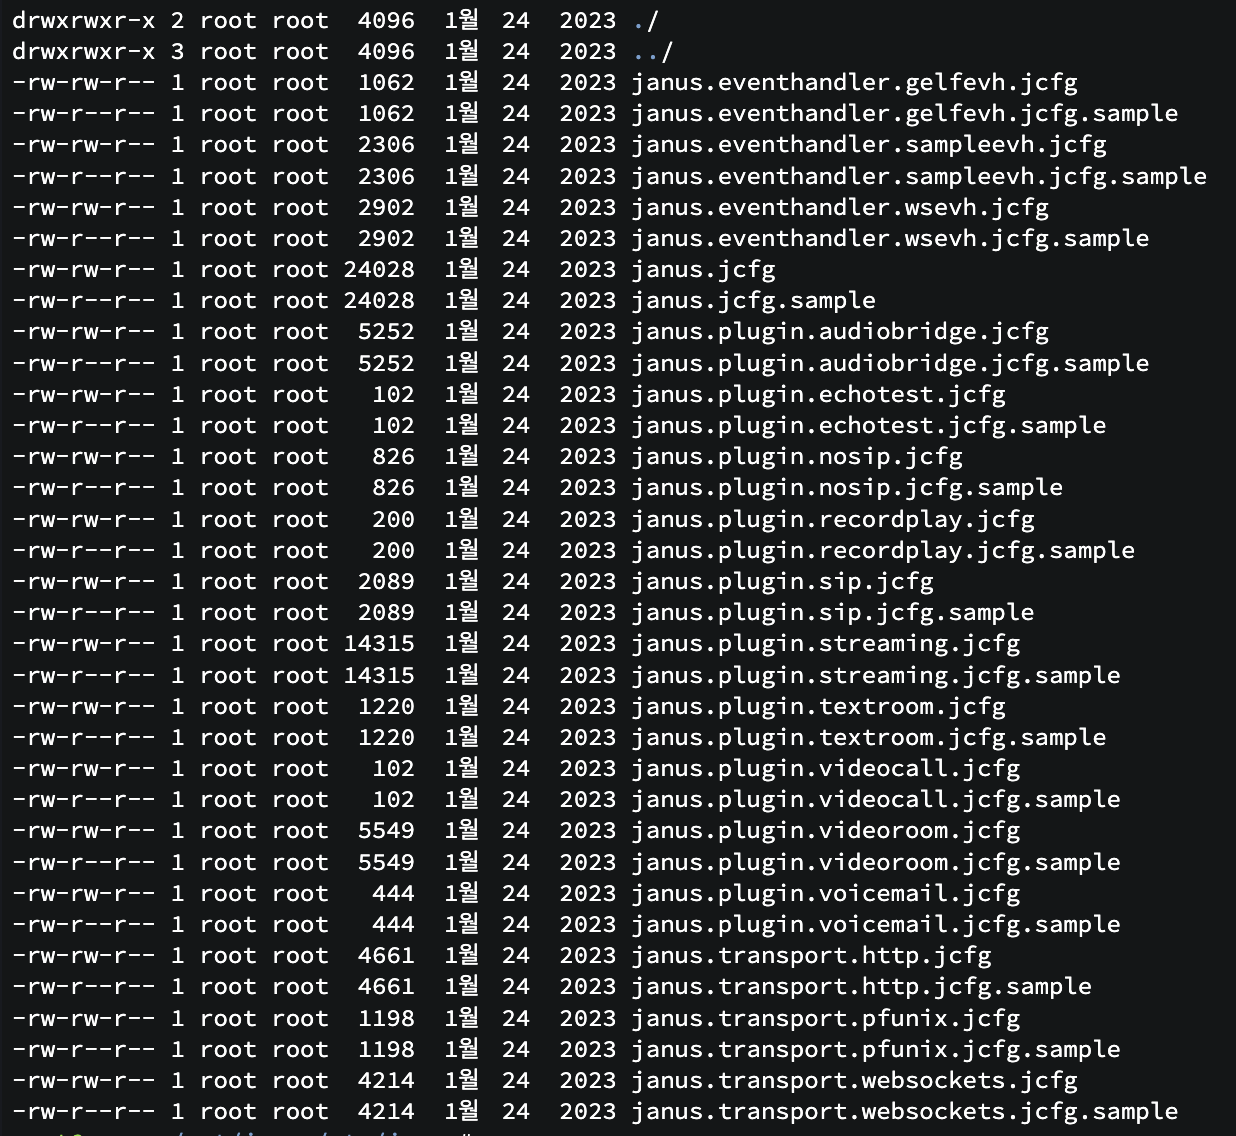 drwxrwxr-x 2 root root  4096  1월 24  2023 ./
drwxrwxr-x 3 root root  4096  1월 24  2023 ../
-rw-rw-r-- 1 root root  1062  1월 24  2023 janus.eventhandler.gelfevh.jcfg
-rw-r--r-- 1 root root  1062  1월 24  2023 janus.eventhandler.gelfevh.jcfg.sample
-rw-rw-r-- 1 root root  2306  1월 24  2023 janus.eventhandler.sampleevh.jcfg
-rw-r--r-- 1 root root  2306  1월 24  2023 janus.eventhandler.sampleevh.jcfg.sample
-rw-rw-r-- 1 root root  2902  1월 24  2023 janus.eventhandler.wsevh.jcfg
-rw-r--r-- 1 root root  2902  1월 24  2023 janus.eventhandler.wsevh.jcfg.sample
-rw-rw-r-- 1 root root 24028  1월 24  2023 janus.jcfg
-rw-r--r-- 1 root root 24028  1월 24  2023 janus.jcfg.sample
-rw-rw-r-- 1 root root  5252  1월 24  2023 janus.plugin.audiobridge.jcfg
-rw-r--r-- 1 root root  5252  1월 24  2023 janus.plugin.audiobridge.jcfg.sample
-rw-rw-r-- 1 root root   102  1월 24  2023 janus.plugin.echotest.jcfg
-rw-r--r-- 1 root root   102  1월 24  2023 janus.plugin.echotest.jcfg.sample
-rw-rw-r-- 1 root root   826  1월 24  2023 janus.plugin.nosip.jcfg
-rw-r--r-- 1 root root   826  1월 24  2023 janus.plugin.nosip.jcfg.sample
-rw-rw-r-- 1 root root   200  1월 24  2023 janus.plugin.recordplay.jcfg
-rw-r--r-- 1 root root   200  1월 24  2023 janus.plugin.recordplay.jcfg.sample
-rw-rw-r-- 1 root root  2089  1월 24  2023 janus.plugin.sip.jcfg
-rw-r--r-- 1 root root  2089  1월 24  2023 janus.plugin.sip.jcfg.sample
-rw-rw-r-- 1 root root 14315  1월 24  2023 janus.plugin.streaming.jcfg
-rw-r--r-- 1 root root 14315  1월 24  2023 janus.plugin.streaming.jcfg.sample
-rw-rw-r-- 1 root root  1220  1월 24  2023 janus.plugin.textroom.jcfg
-rw-r--r-- 1 root root  1220  1월 24  2023 janus.plugin.textroom.jcfg.sample
-rw-rw-r-- 1 root root   102  1월 24  2023 janus.plugin.videocall.jcfg
-rw-r--r-- 1 root root   102  1월 24  2023 janus.plugin.videocall.jcfg.sample
-rw-rw-r-- 1 root root  5549  1월 24  2023 janus.plugin.videoroom.jcfg
-rw-r--r-- 1 root root  5549  1월 24  2023 janus.plugin.videoroom.jcfg.sample
-rw-rw-r-- 1 root root   444  1월 24  2023 janus.plugin.voicemail.jcfg
-rw-r--r-- 1 root root   444  1월 24  2023 janus.plugin.voicemail.jcfg.sample
-rw-rw-r-- 1 root root  4661  1월 24  2023 janus.transport.http.jcfg
-rw-r--r-- 1 root root  4661  1월 24  2023 janus.transport.http.jcfg.sample
-rw-rw-r-- 1 root root  1198  1월 24  2023 janus.transport.pfunix.jcfg
-rw-r--r-- 1 root root  1198  1월 24  2023 janus.transport.pfunix.jcfg.sample
-rw-rw-r-- 1 root root  4214  1월 24  2023 janus.transport.websockets.jcfg
-rw-r--r-- 1 root root  4214  1월 24  2023 janus.transport.websockets.jcfg.sample